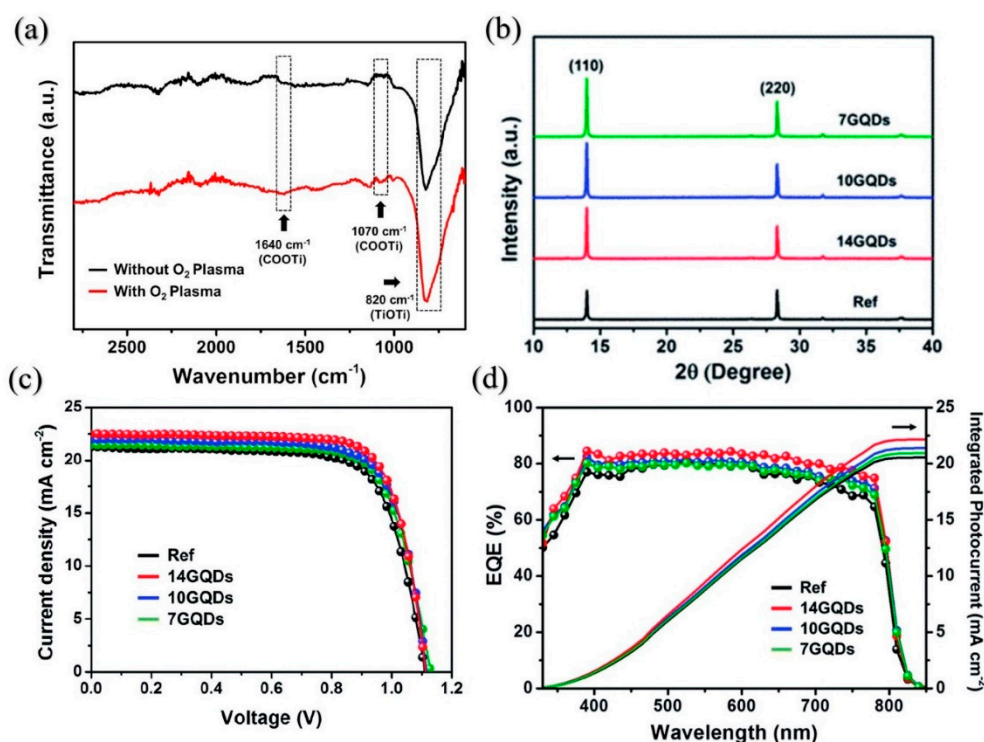 (a)
Transmittance (a.u.)
1640 cm⁻¹
(COOTi)
1070 cm⁻¹
(COOTi)
820 cm⁻¹
(TiOTi)
Without O₂ Plasma
With O₂ Plasma
2500 2000 1500 1000
Wavenumber (cm⁻¹)
(b)
Intensity (a.u.)
(110)
(220)
7GQDs
10GQDs
14GQDs
Ref
10 15 20 25 30 35 40
2θ (Degree)
(c)
Current density (mA cm⁻²)
25
20
15
10
5
0
Ref
14GQDs
10GQDs
7GQDs
0.0 0.2 0.4 0.6 0.8 1.0 1.2
Voltage (V)
(d)
EQE (%)
100
80
60
40
20
0
Ref
14GQDs
10GQDs
7GQDs
400 500 600 700 800
Wavelength (nm)
25
20
15
10
5
0
Integrated Photocurrent
(mA cm⁻²)